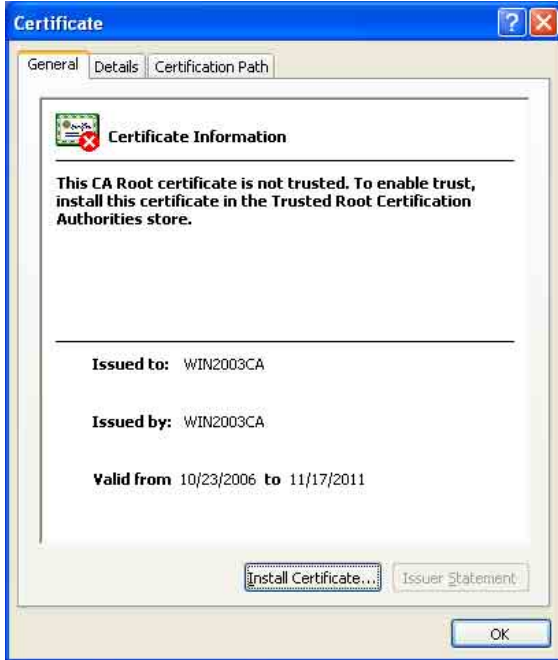 Certificate
General Details Certification Path
Certificate Information
This CA Root certificate is not trusted. To enable trust,
install this certificate in the Trusted Root Certification
Authorities store.
Issued to: WIN2003CA
Issued by: WIN2003CA
Valid from 10/23/2006 to 11/17/2011
Install Certificate... Issuer Statement
OK